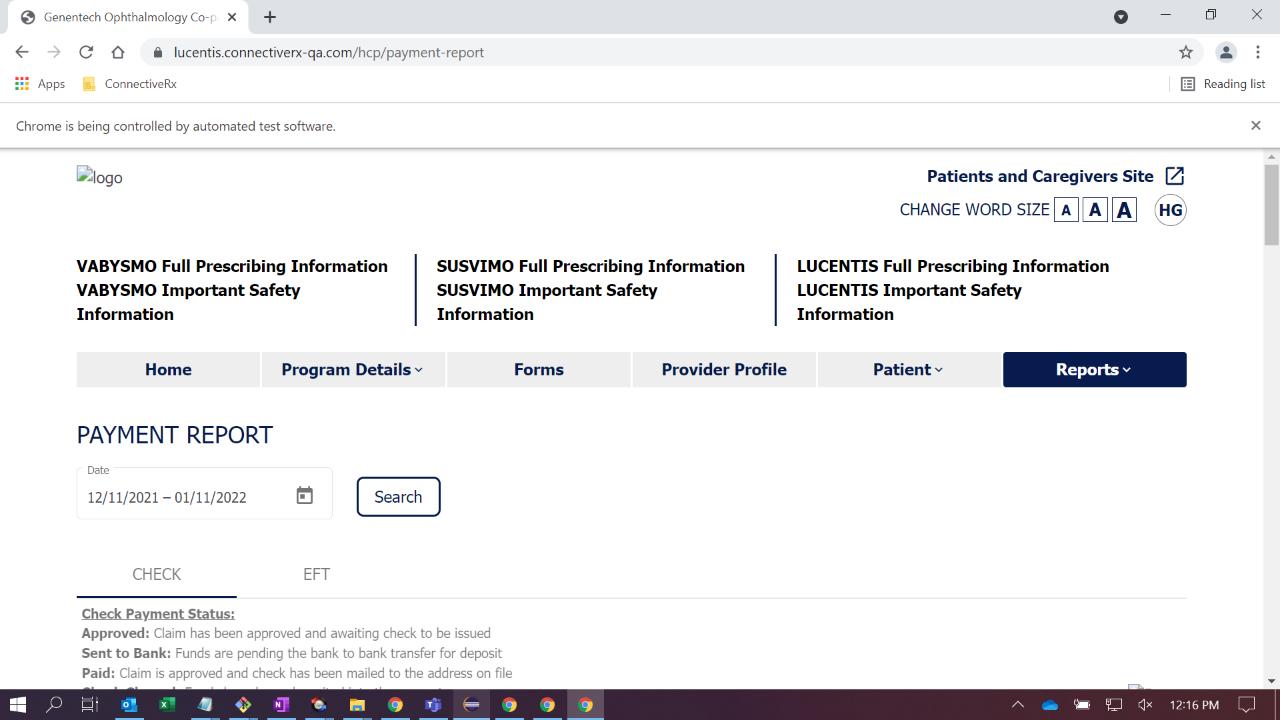 Genentech Ophthalmology Co-p
lucentis.connectiverx-qa.com/hcp/payment-report
Apps
ConnectiveRx
Reading list
Chrome is being controlled by automated test software.
logo
Patients and Caregivers Site
CHANGE WORD SIZE A A A HG
VABYSMO Full Prescribing Information
VABYSMO Important Safety
Information
SUSVIMO Full Prescribing Information
SUSVIMO Important Safety
Information
LUCENTIS Full Prescribing Information
LUCENTIS Important Safety
Information
Home Program Details Forms Provider Profile Patient Reports
PAYMENT REPORT
Date
12/11/2021 – 01/11/2022
Search
CHECK EFT
Check Payment Status:
Approved: Claim has been approved and awaiting check to be issued
Sent to Bank: Funds are pending the bank to bank transfer for deposit
Paid: Claim is approved and check has been mailed to the address on file
12:16 PM